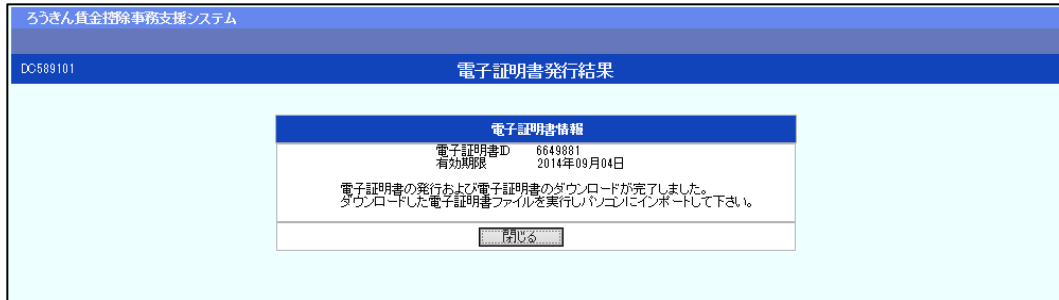 ろうきん賃金控除事務支援システム
DC589101
電子証明書発行結果
電子証明書情報
電子証明書ID 6649881
有効期限 2014年09月04日
電子証明書の発行および電子証明書のダウンロードが完了しました。
ダウンロードした電子証明書ファイルを実行しパソコンにインポートして下さい。
閉じる